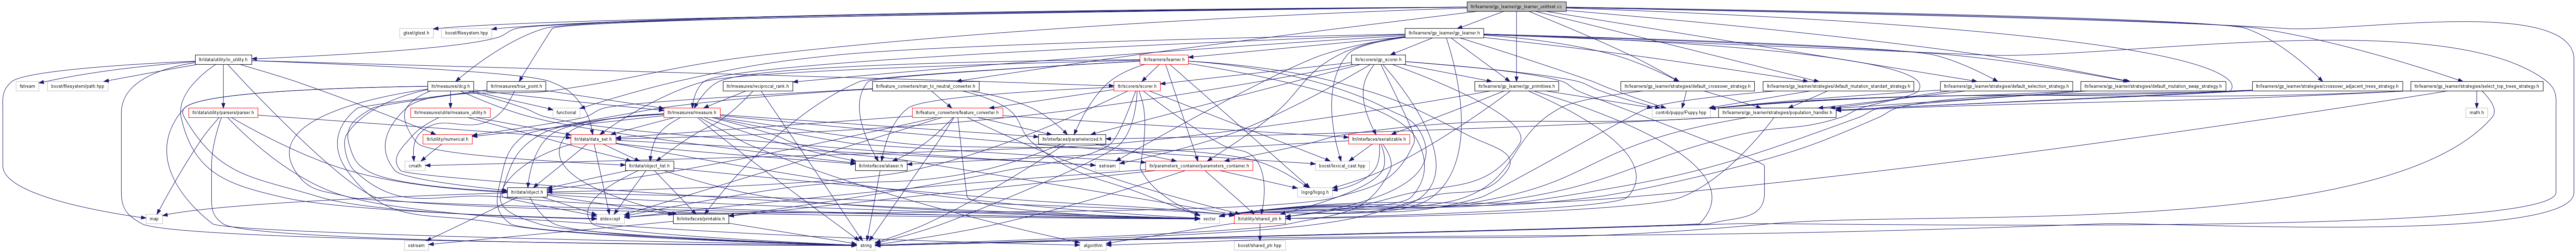 ltr/learners/gp_learner/gp_learner_unittest.cc
gtest/gtest.h
boost/filesystem.hpp
ltr/learners/gp_learner/gp_learner.h
ltr/data/utility/io_utility.h
ltr/learners/learner.h
ltr/scorers/gp_scorer.h
fstream
boost/filesystem/path.hpp
ltr/measures/dcg.h
ltr/measures/true_point.h
ltr/measures/reciprocal_rank.h
ltr/feature_converters/nan_to_neutral_converter.h
ltr/scorers/scorer.h
ltr/learners/gp_learner/gp_primitives.h
ltr/learners/gp_learner/strategies/default_crossover_strategy.h
ltr/learners/gp_learner/strategies/default_mutation_standart_strategy.h
ltr/learners/gp_learner/strategies/default_selection_strategy.h
ltr/learners/gp_learner/strategies/default_mutation_swap_strategy.h
ltr/learners/gp_learner/strategies/crossover_adjacent_trees_strategy.h
ltr/learners/gp_learner/strategies/select_top_trees_strategy.h
ltr/data/utility/parsers/parser.h
ltr/measures/utils/measure_utility.h
functional
ltr/measures/measure.h
ltr/feature_converters/feature_converter.h
contrib/puppy/Puppy.hpp
ltr/learners/gp_learner/strategies/population_handler.h
math.h
ltr/utility/numerical.h
ltr/data/data_set.h
ltr/interfaces/parameterized.h
ltr/interfaces/serializable.h
cmath
ltr/data/object_list.h
ltr/interfaces/aliaser.h
sstream
ltr/parameters_container/parameters_container.h
boost/lexical_cast.hpp
ltr/data/object.h
logog/logog.h
map
stdexcept
ltr/interfaces/printable.h
vector
ltr/utility/shared_ptr.h
ostream
string
algorithm
boost/shared_ptr.hpp